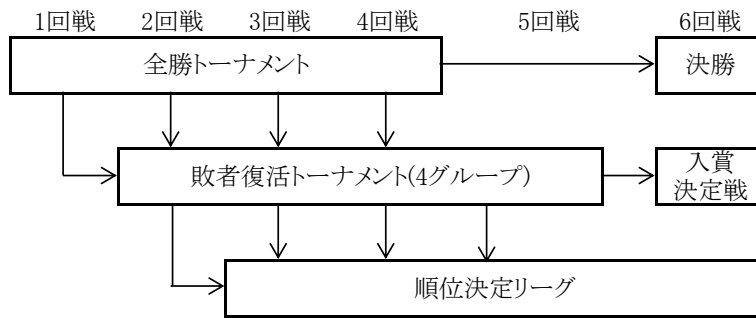 1回戦 2回戦 3回戦 4回戦 5回戦 6回戦
全勝トーナメント 決勝
敗者復活トーナメント(4グループ) 入賞
決定戦
順位決定リーグ